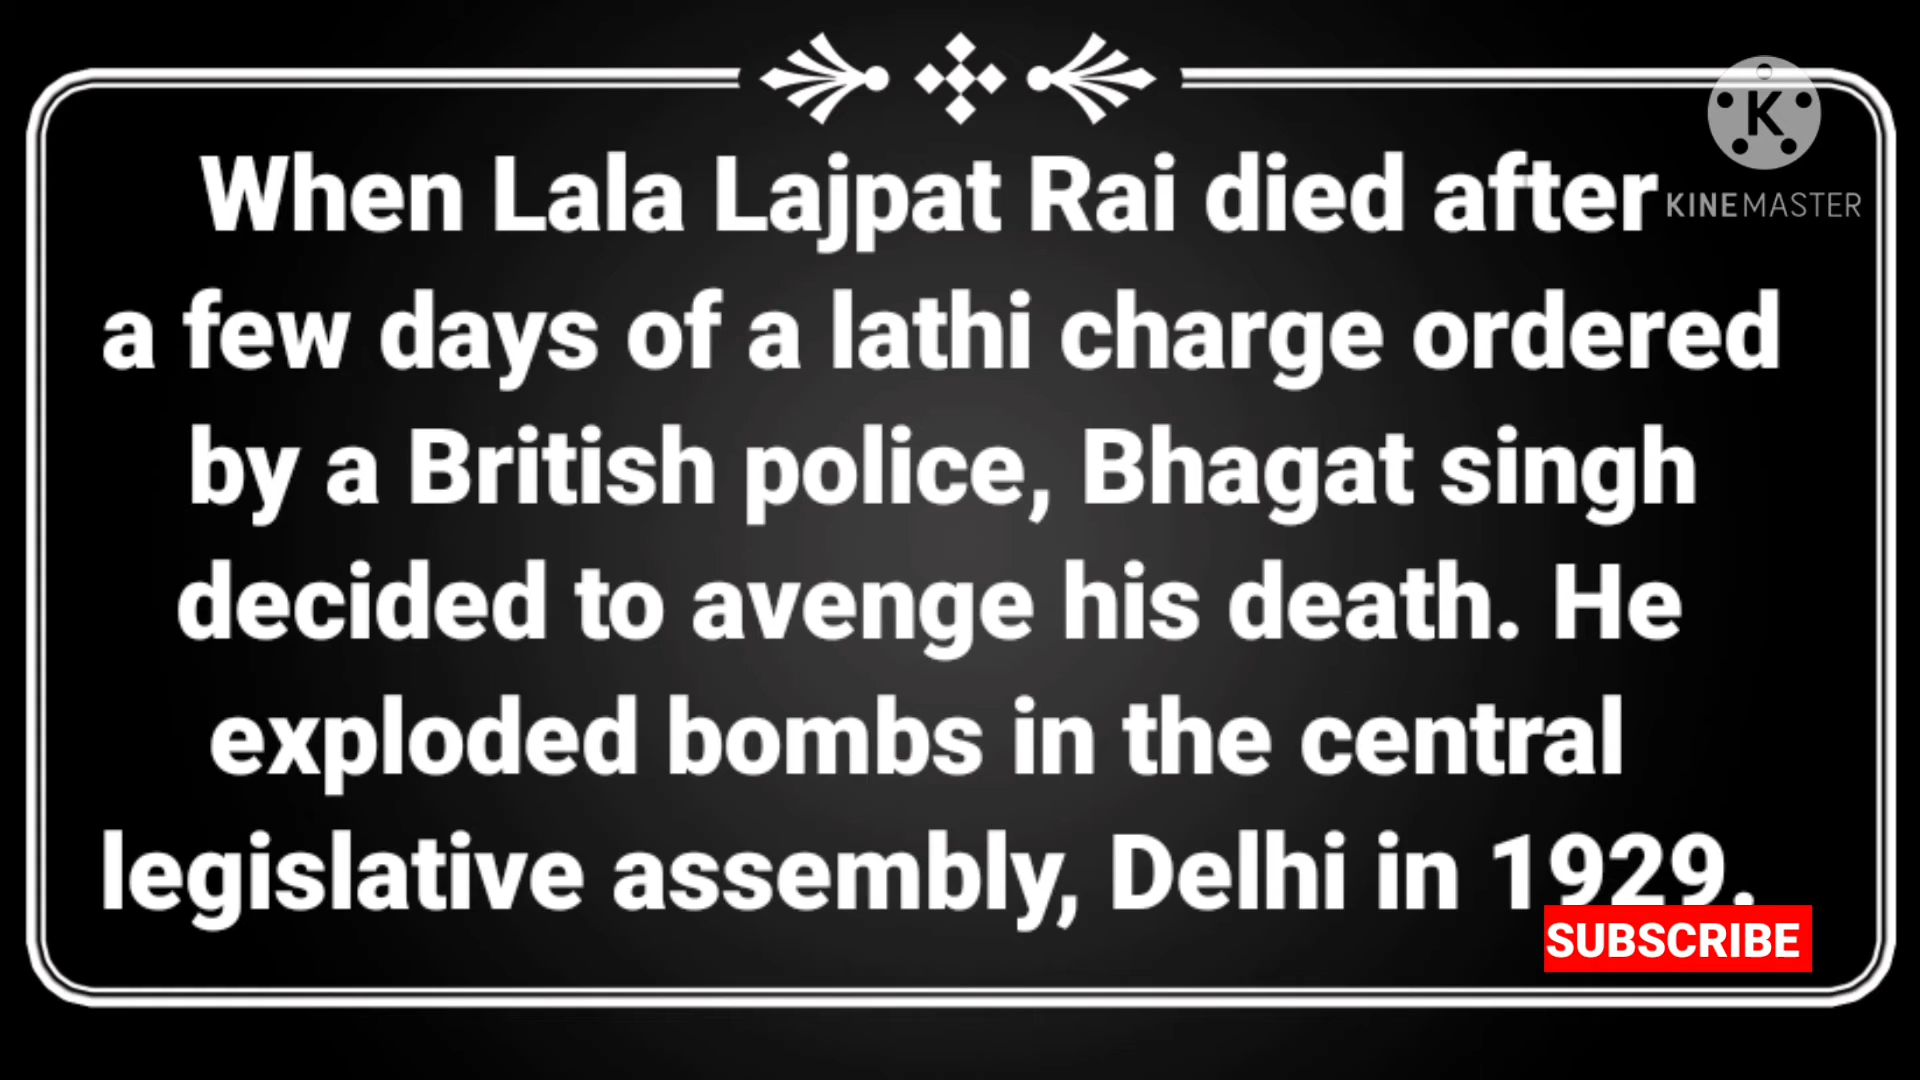 When Lala Lajpat Rai died after
a few days of a lathi charge ordered
by a British police, Bhagat singh
decided to avenge his death. He
exploded bombs in the central
legislative assembly, Delhi in 1929.
K
KINEMASTER
SUBSCRIBE